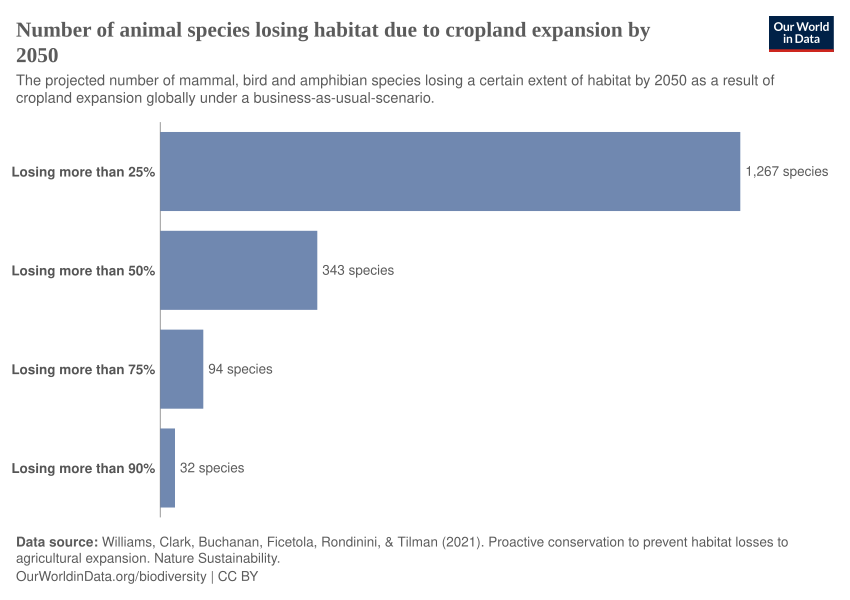 Number of animal species losing habitat due to cropland expansion by
2050
Our World
in Data
The projected number of mammal, bird and amphibian species losing a certain extent of habitat by 2050 as a result of
cropland expansion globally under a business-as-usual-scenario.
Losing more than 25%
1,267 species
Losing more than 50%
343 species
Losing more than 75%
94 species
Losing more than 90%
32 species
Data source: Williams, Clark, Buchanan, Ficetola, Rondinini, & Tilman (2021). Proactive conservation to prevent habitat losses to
agricultural expansion. Nature Sustainability.
OurWorldinData.org/biodiversity | CC BY